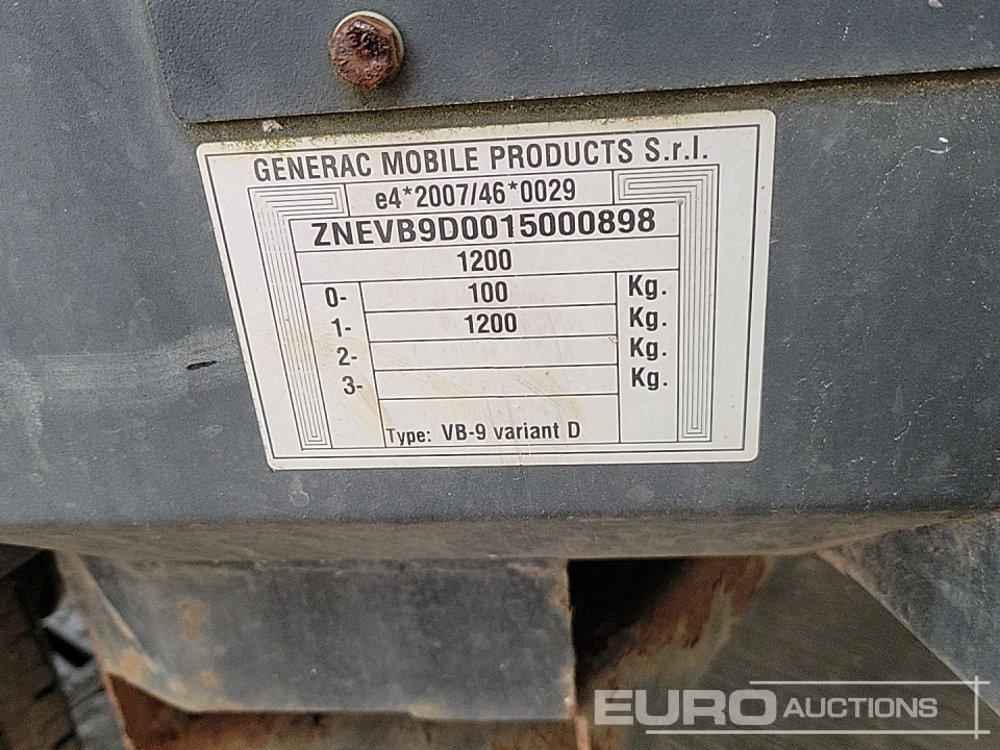 GENERAC MOBILE PRODUCTS S.r.l.
e4*2007/46*0029
ZNEVB9D0015000898
1200
0- 100 Kg.
1- 1200 Kg.
2- Kg.
3- Kg.
Type: VB-9 variant D
EURO AUCTIONS